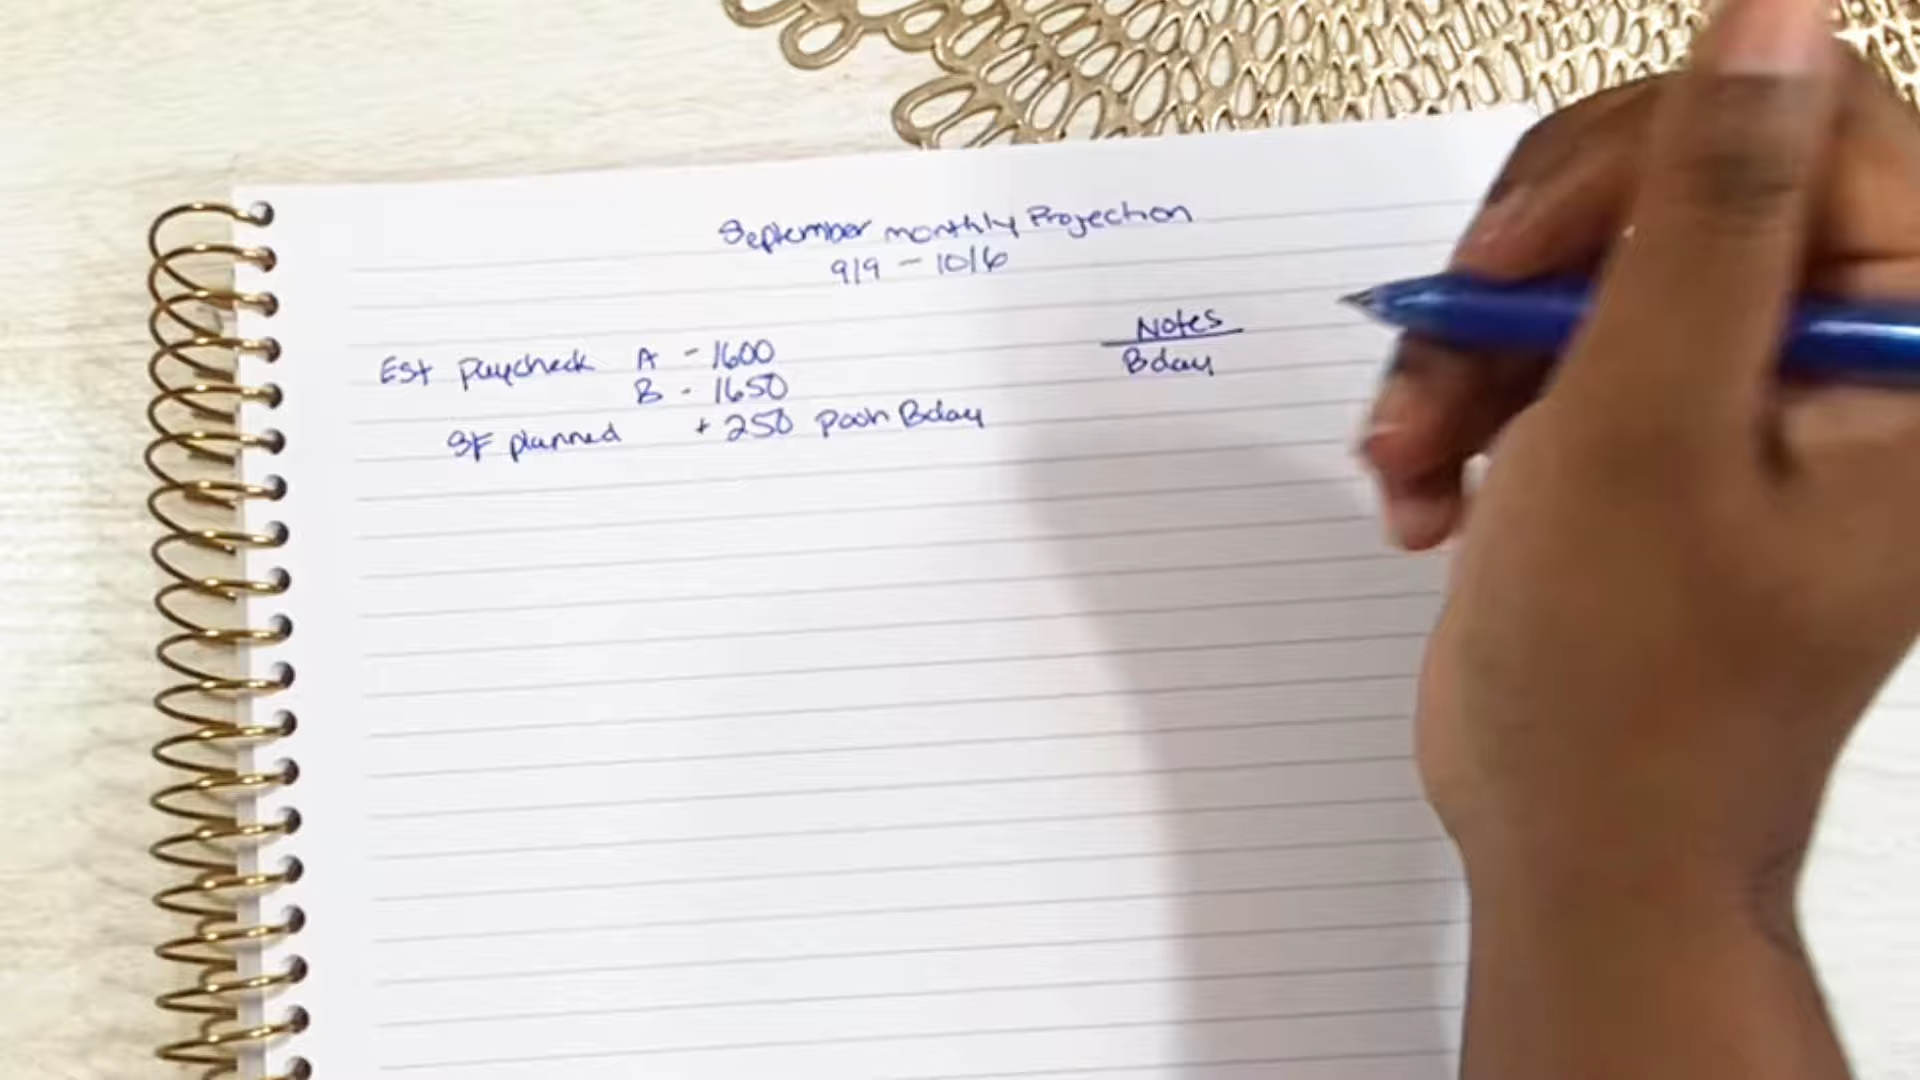 September monthly Projection
9/9 - 10/6
Est Paycheck A - 1600
B - 1650
SF planned + 250 Pooh Bday
Notes
Bday